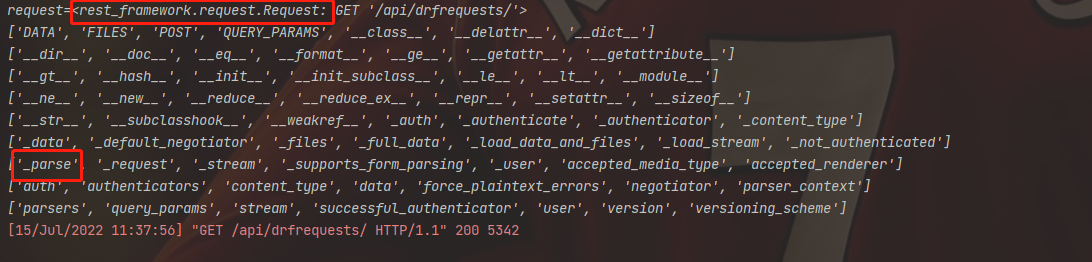 request=<rest_framework.request.Request: GET '/api/drfrequests/'>
['DATA', 'FILES', 'POST', 'QUERY_PARAMS', '__class__', '__delattr__', '__dict__']
['__dir__', '__doc__', '__eq__', '__format__', '__ge__', '__getattr__', '__getattribute__']
['__gt__', '__hash__', '__init__', '__init_subclass__', '__le__', '__lt__', '__module__']
['__ne__', '__new__', '__reduce__', '__reduce_ex__', '__repr__', '__setattr__', '__sizeof__']
['__str__', '__subclasshook__', '__weakref__', '_auth', '_authenticate', '_authenticator', '_content_type']
['_data', '_default_negotiator', '_files', '_full_data', '_load_data_and_files', '_load_stream', '_not_authenticated']
['_parse', '_request', '_stream', '_supports_form_parsing', '_user', 'accepted_media_type', 'accepted_renderer']
['auth', 'authenticators', 'content_type', 'data', 'force_plaintext_errors', 'negotiator', 'parser_context']
['parsers', 'query_params', 'stream', 'successful_authenticator', 'user', 'version', 'versioning_scheme']
[15/Jul/2022 11:37:56] "GET /api/drfrequests/ HTTP/1.1" 200 5342